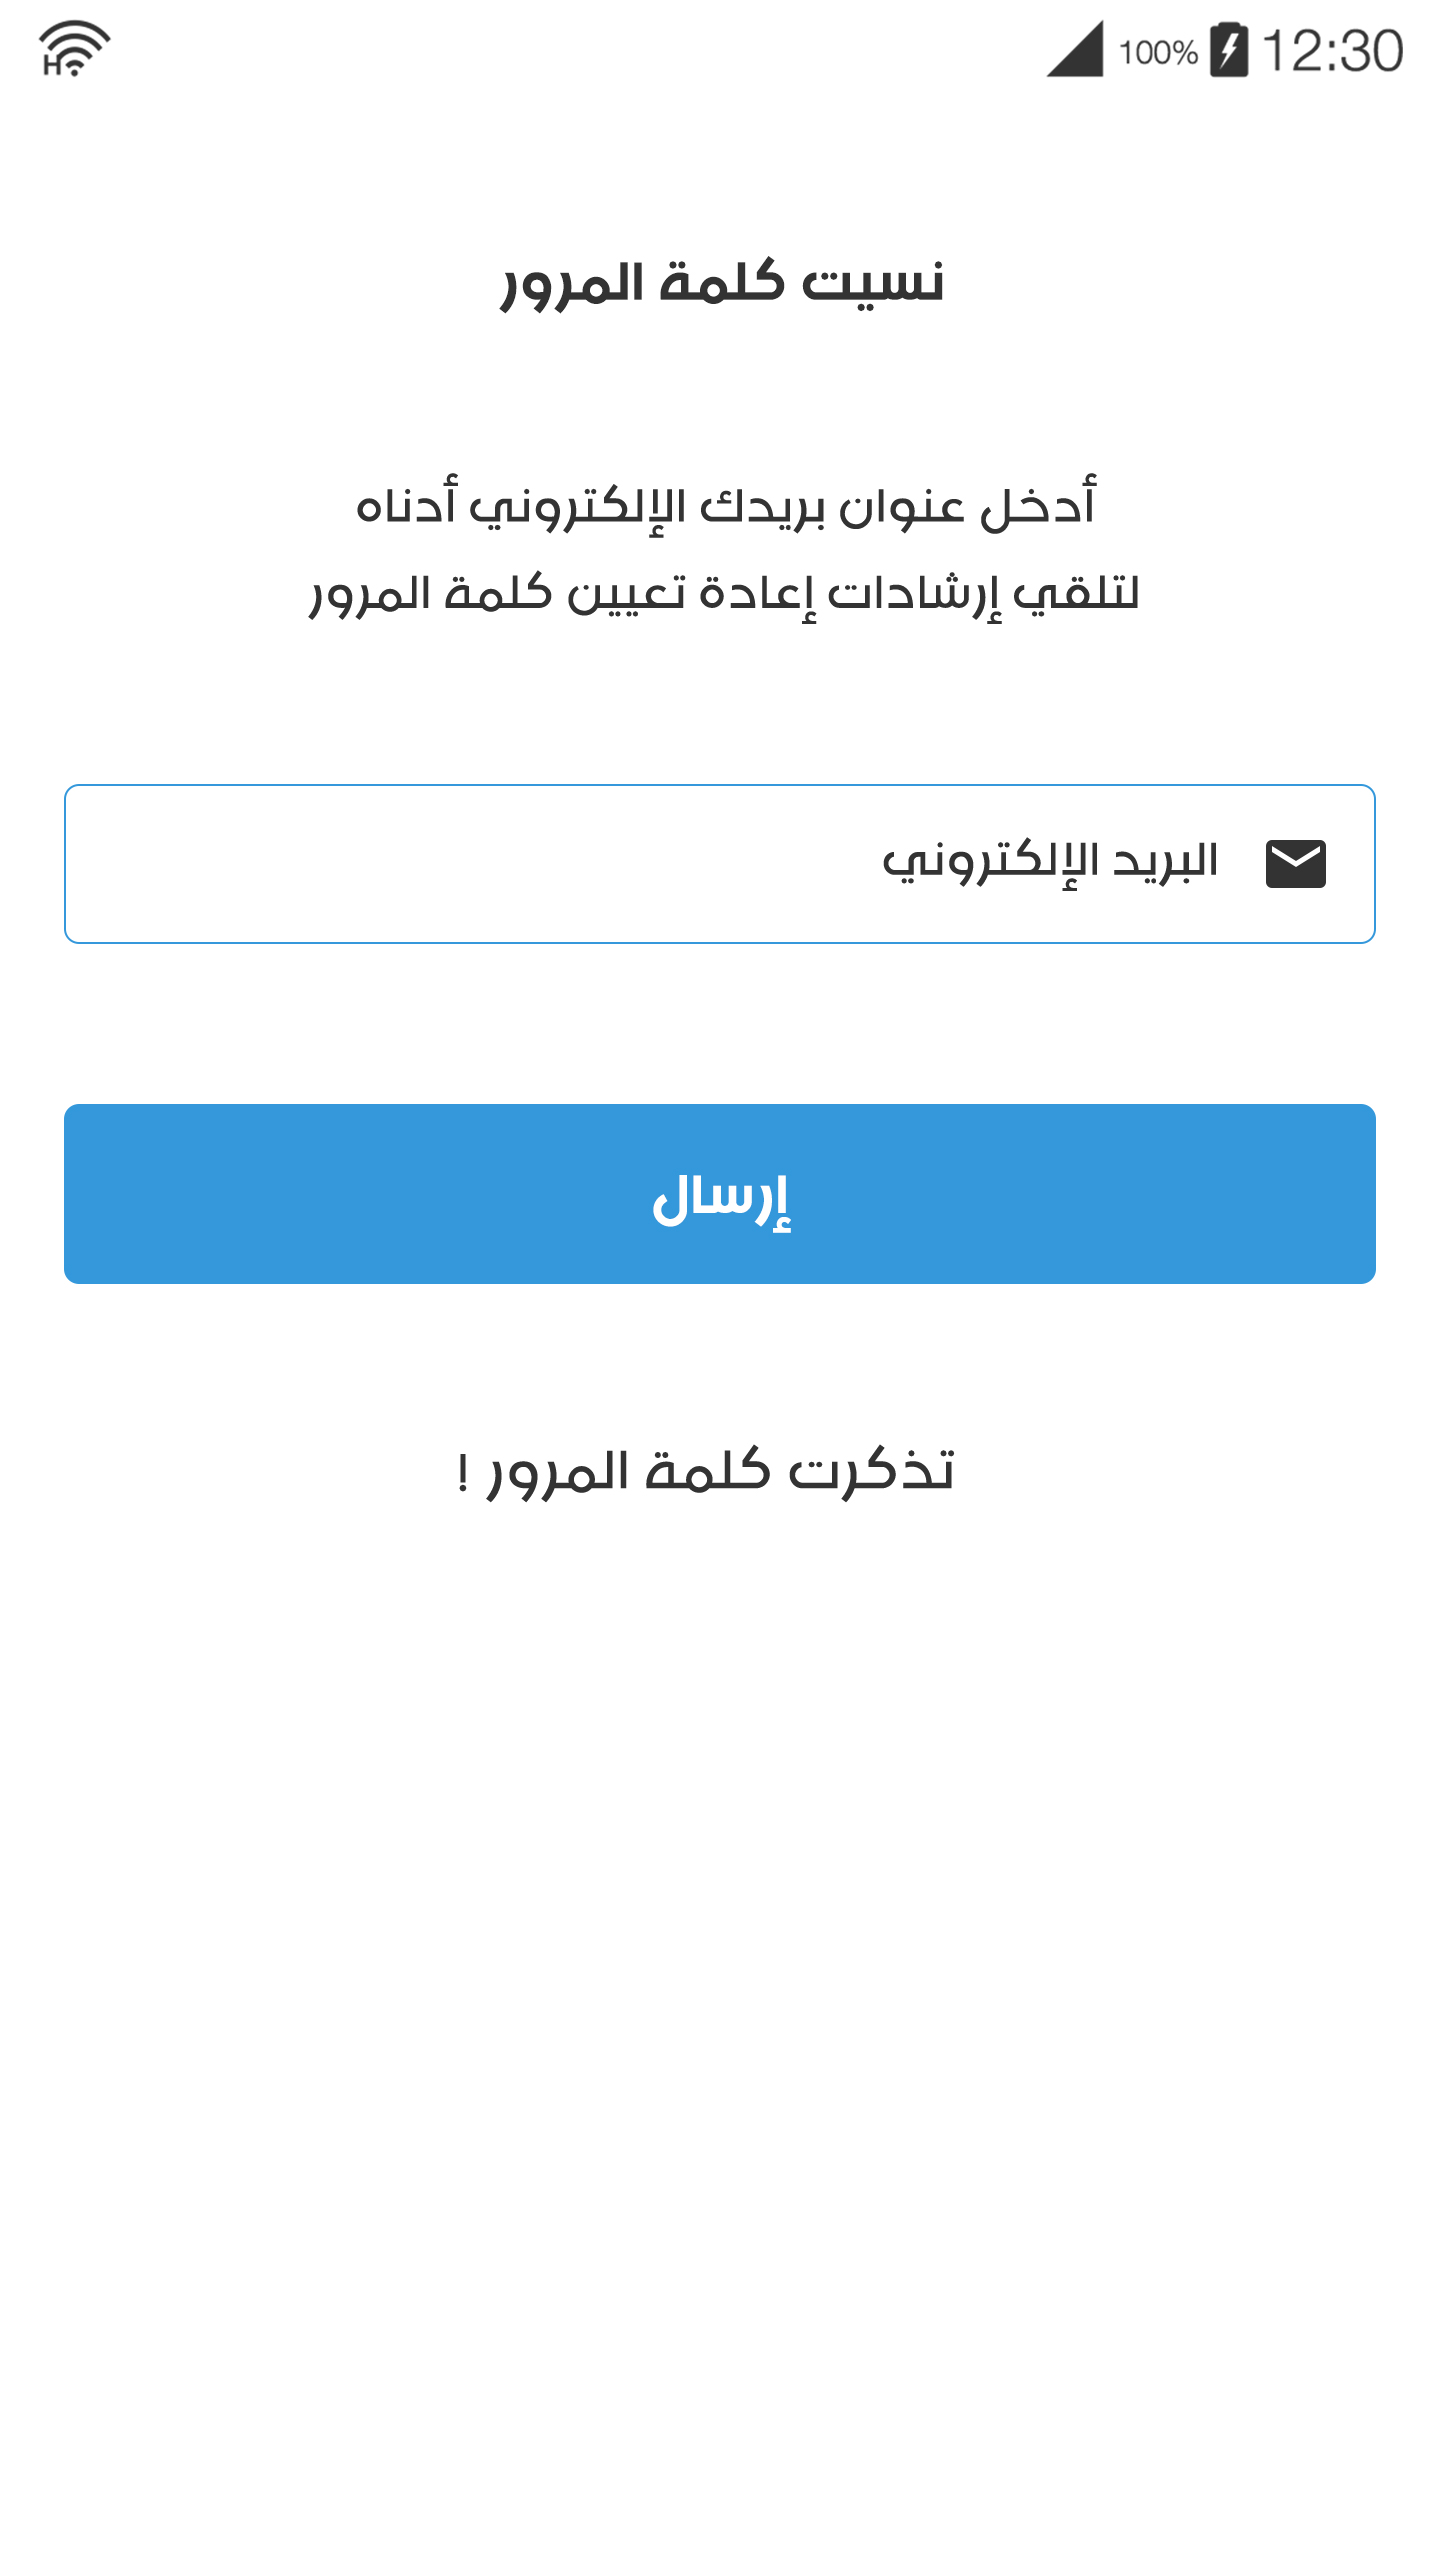 H 100% 12:30
نسيت كلمة المرور
أدخل عنوان بريدك الإلكتروني أدناه
لتلقي إرشادات إعادة تعيين كلمة المرور
البريد الإلكتروني
إرسال
تذكرت كلمة المرور !